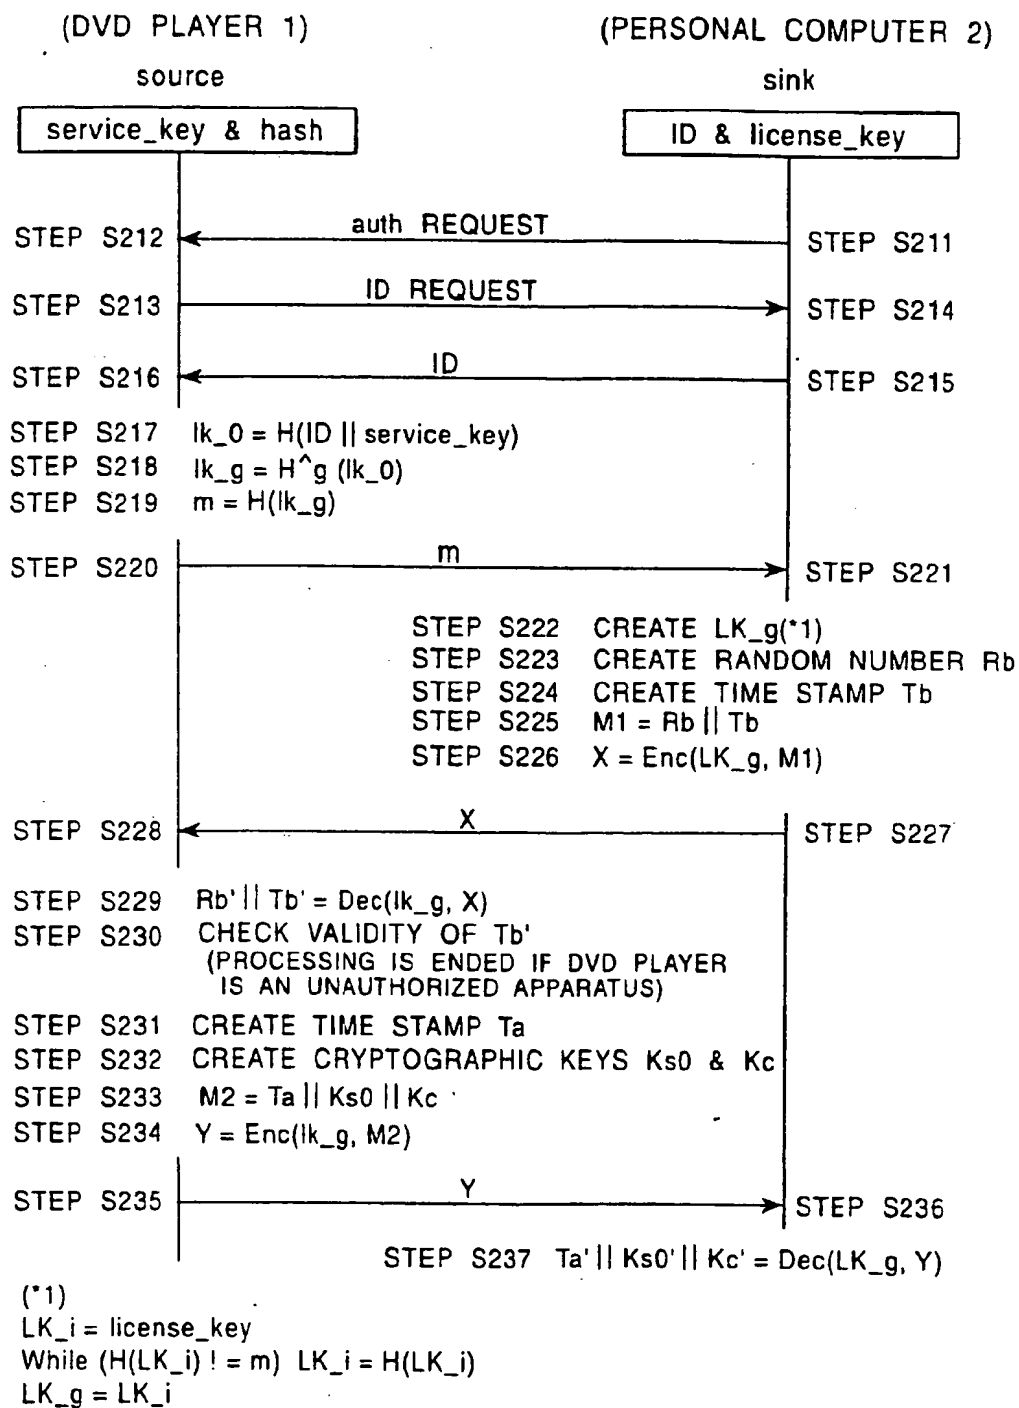 (DVD PLAYER 1) (PERSONAL COMPUTER 2)
source sink
service_key & hash ID & license_key
STEP S212 auth REQUEST STEP S211
STEP S213 ID REQUEST STEP S214
STEP S216 ID STEP S215
STEP S217 lk_0 = H(ID || service_key)
STEP S218 lk_g = H^g (lk_0)
STEP S219 m = H(lk_g)
STEP S220 m STEP S221
STEP S222 CREATE LK_g(*1)
STEP S223 CREATE RANDOM NUMBER Rb
STEP S224 CREATE TIME STAMP Tb
STEP S225 M1 = Rb || Tb
STEP S226 X = Enc(LK_g, M1)
STEP S228 X STEP S227
STEP S229 Rb' || Tb' = Dec(lk_g, X)
STEP S230 CHECK VALIDITY OF Tb'
(PROCESSING IS ENDED IF DVD PLAYER
IS AN UNAUTHORIZED APPARATUS)
STEP S231 CREATE TIME STAMP Ta
STEP S232 CREATE CRYPTOGRAPHIC KEYS Ks0 & Kc
STEP S233 M2 = Ta || Ks0 || Kc
STEP S234 Y = Enc(lk_g, M2)
STEP S235 Y STEP S236
STEP S237 Ta' || Ks0' || Kc' = Dec(LK_g, Y)
(*1)
LK_i = license_key
While (H(LK_i) ! = m) LK_i = H(LK_i)
LK_g = LK_i